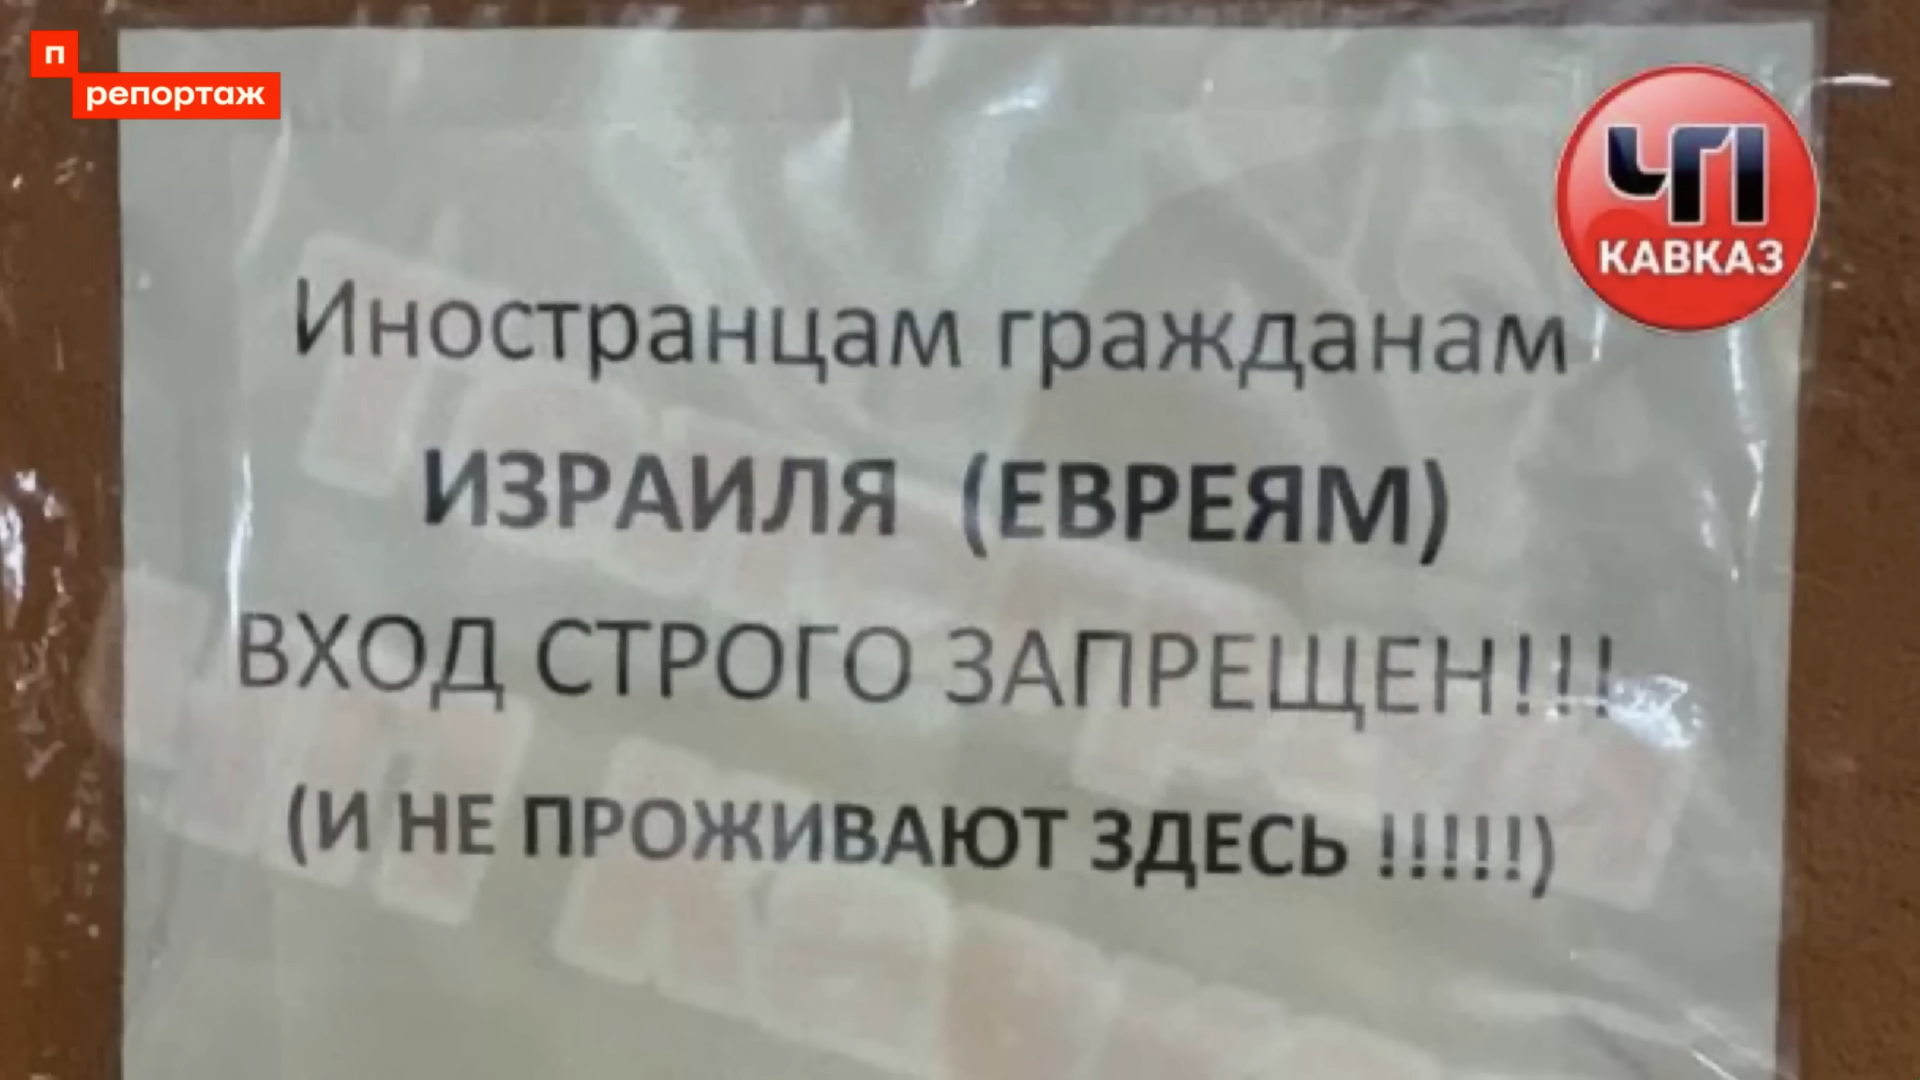 п
репортаж
ЧП
КАВКАЗ
Иностранцам гражданам
ИЗРАИЛЯ (ЕВРЕЯМ)
ВХОД СТРОГО ЗАПРЕЩЕН!!!
(И НЕ ПРОЖИВАЮТ ЗДЕСЬ !!!!!)